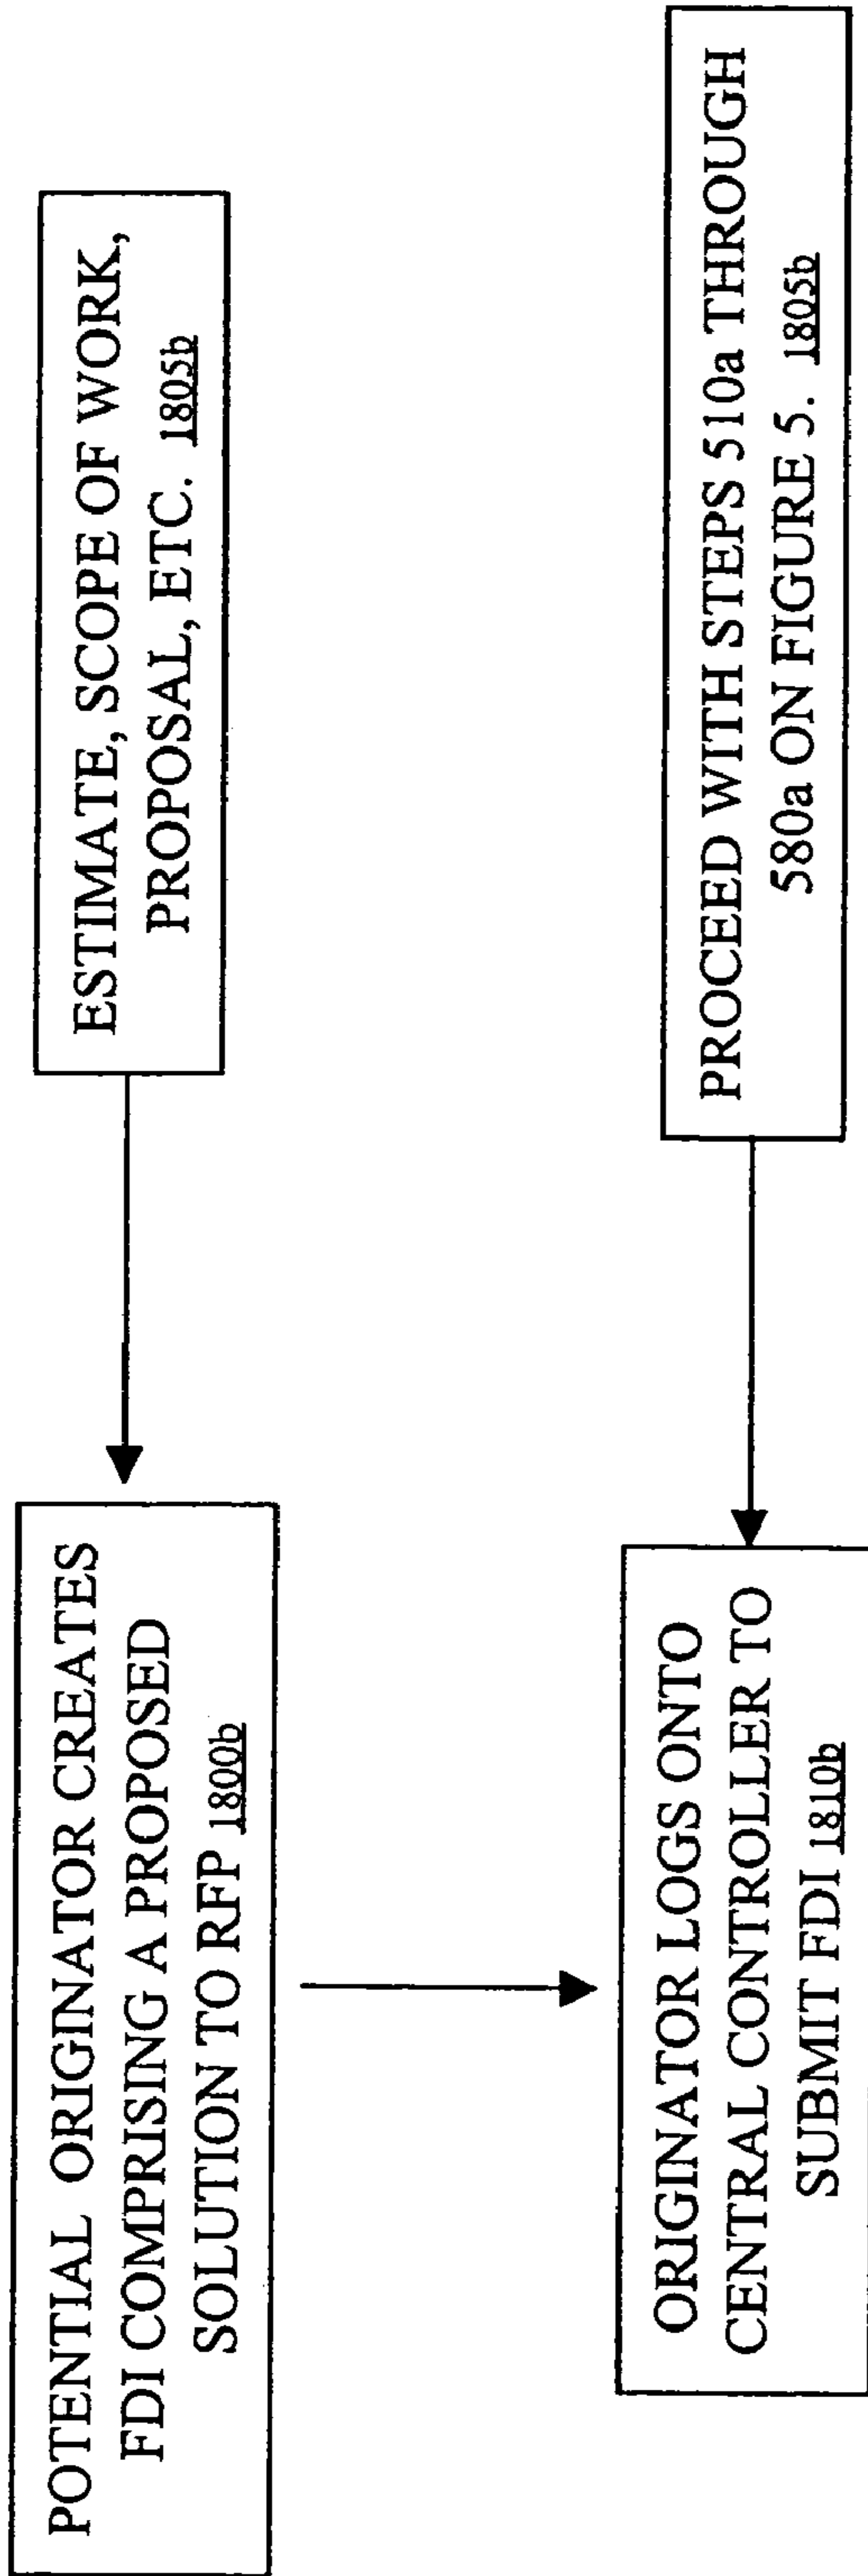 POTENTIAL ORIGINATOR CREATES
FDI COMPRISING A PROPOSED
SOLUTION TO RFP 1800b
ESTIMATE, SCOPE OF WORK,
PROPOSAL, ETC. 1805b
ORIGINATOR LOGS ONTO
CENTRAL CONTROLLER TO
SUBMIT FDI 1810b
PROCEED WITH STEPS 510a THROUGH
580a ON FIGURE 5. 1805b